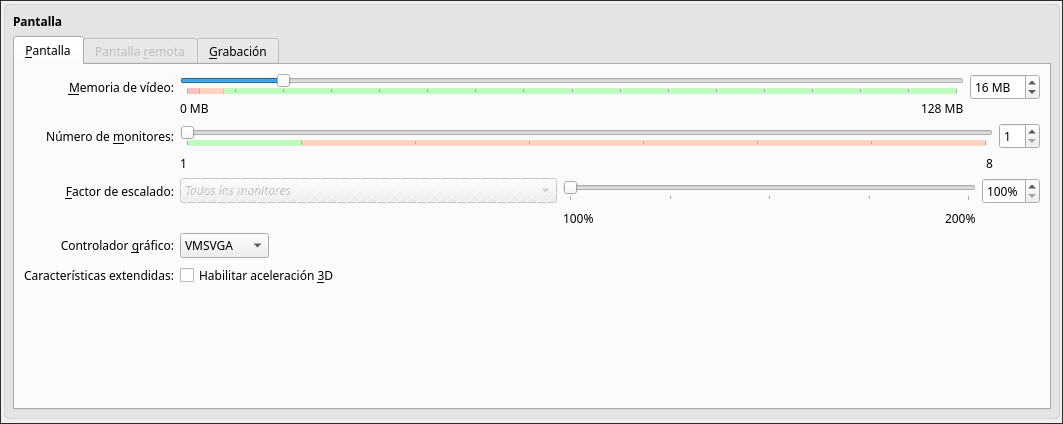 Pantalla
Pantalla Pantalla remota Grabación
Memoria de vídeo: 16 MB
0 MB 128 MB
Número de monitores: 1
1 8
Factor de escalado: Todos los monitores 100%
100% 200%
Controlador gráfico: VMSVGA
Características extendidas: Habilitar aceleración 3D